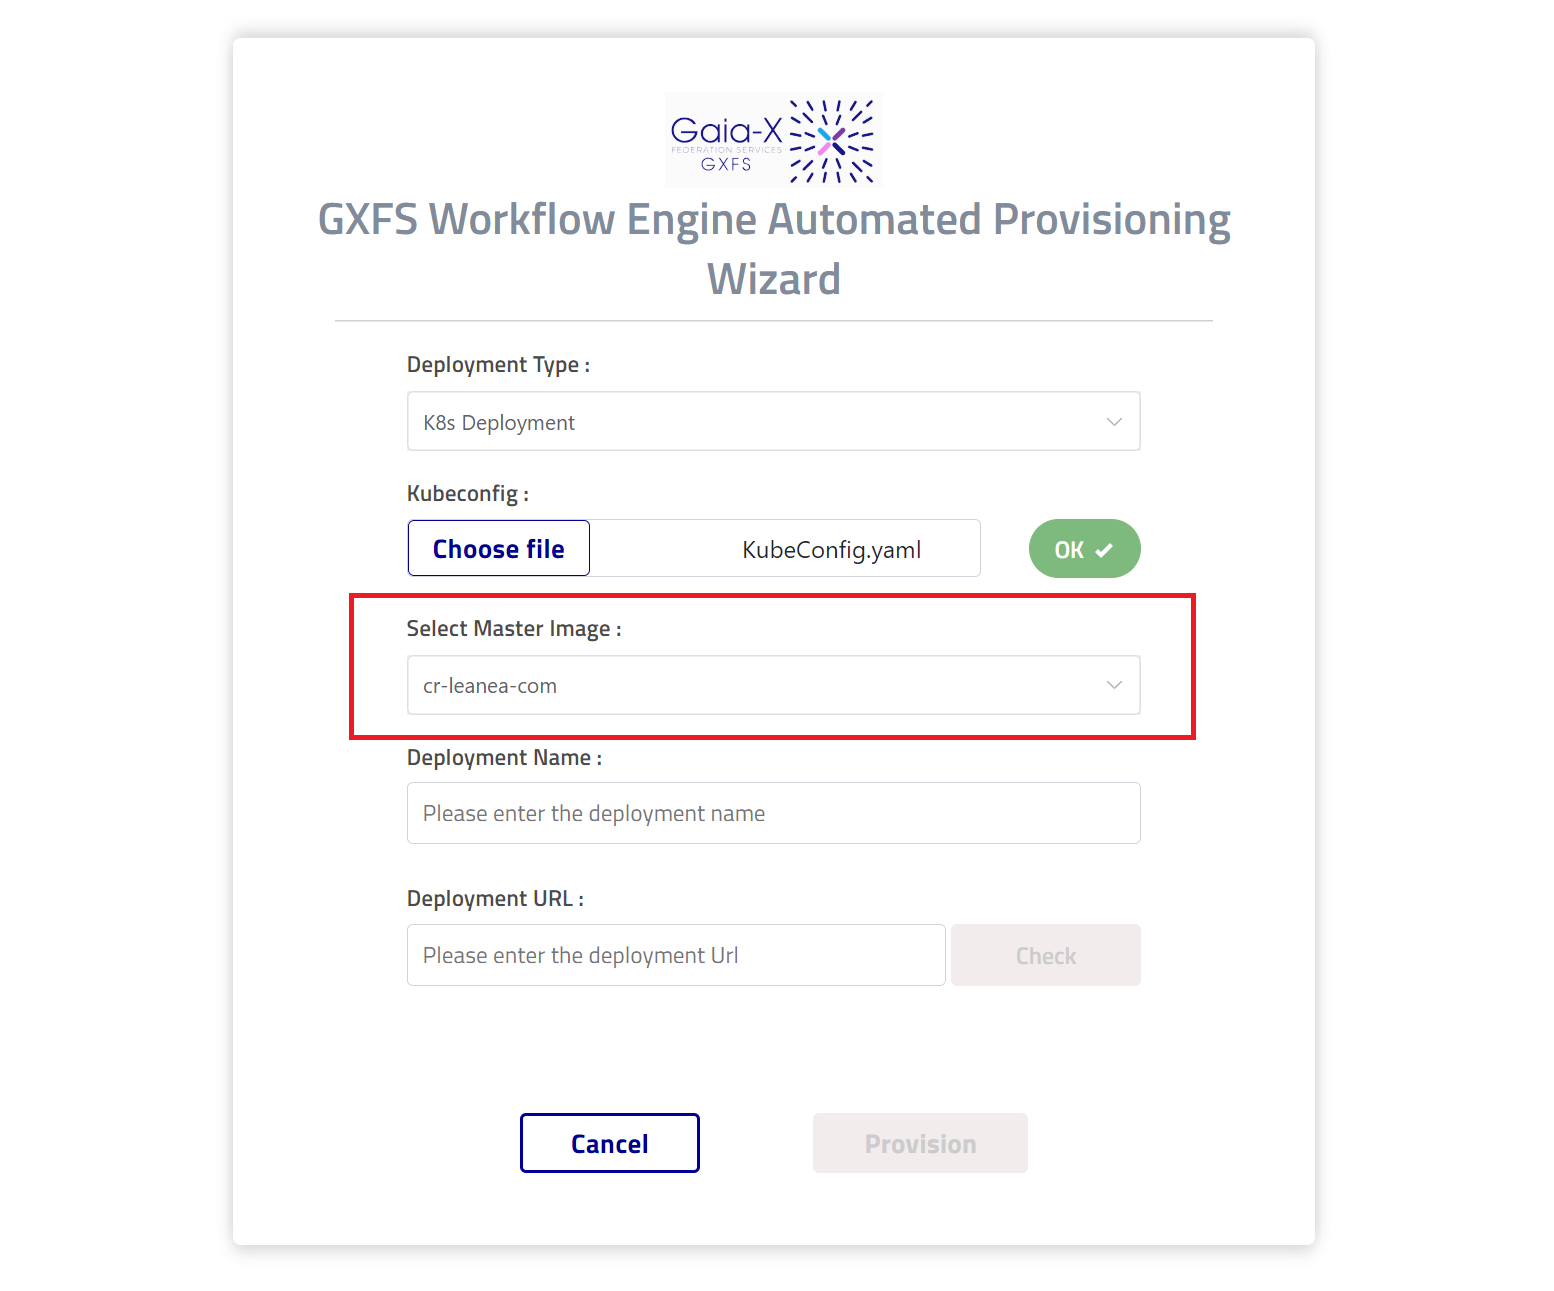 Gaia-X
FEDERATION SERVICES
GXFS
GXFS Workflow Engine Automated Provisioning
Wizard
Deployment Type :
K8s Deployment
Kubeconfig :
Choose file
KubeConfig.yaml
OK
Select Master Image :
cr-leanea-com
Deployment Name :
Please enter the deployment name
Deployment URL :
Please enter the deployment Url
Check
Cancel
Provision